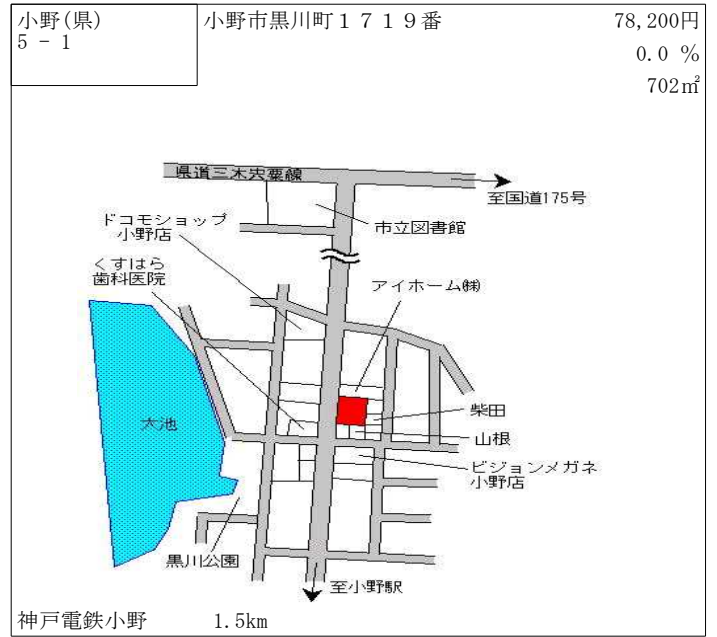 小野(県)
5 - 1
小野市黒川町１７１９番
78,200円
0.0 %
702㎡
県道三木宍粟線
至国道175号
ドコモショップ
小野店
市立図書館
くすはら
歯科医院
アイホーム㈱
大池
柴田
山根
ビジョンメガネ
小野店
黒川公園
至小野駅
神戸電鉄小野 1.5km